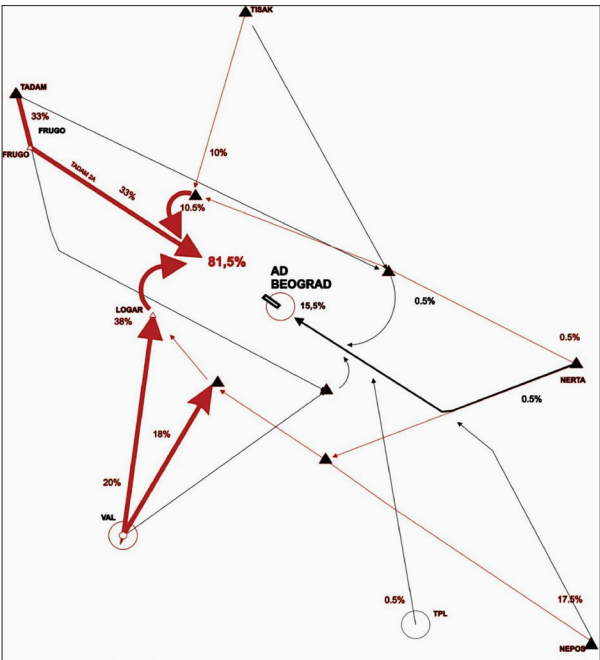 TISAK
TADAM
33%
FRUGO
FRUGO
TADAM 2A
33%
10%
10.5%
81,5%
AD
BEOGRAD
15,5%
0.5%
LOGAR
38%
0.5%
NERTA
0.5%
18%
20%
VAL
0.5%
TPL
17.5%
NEPOS